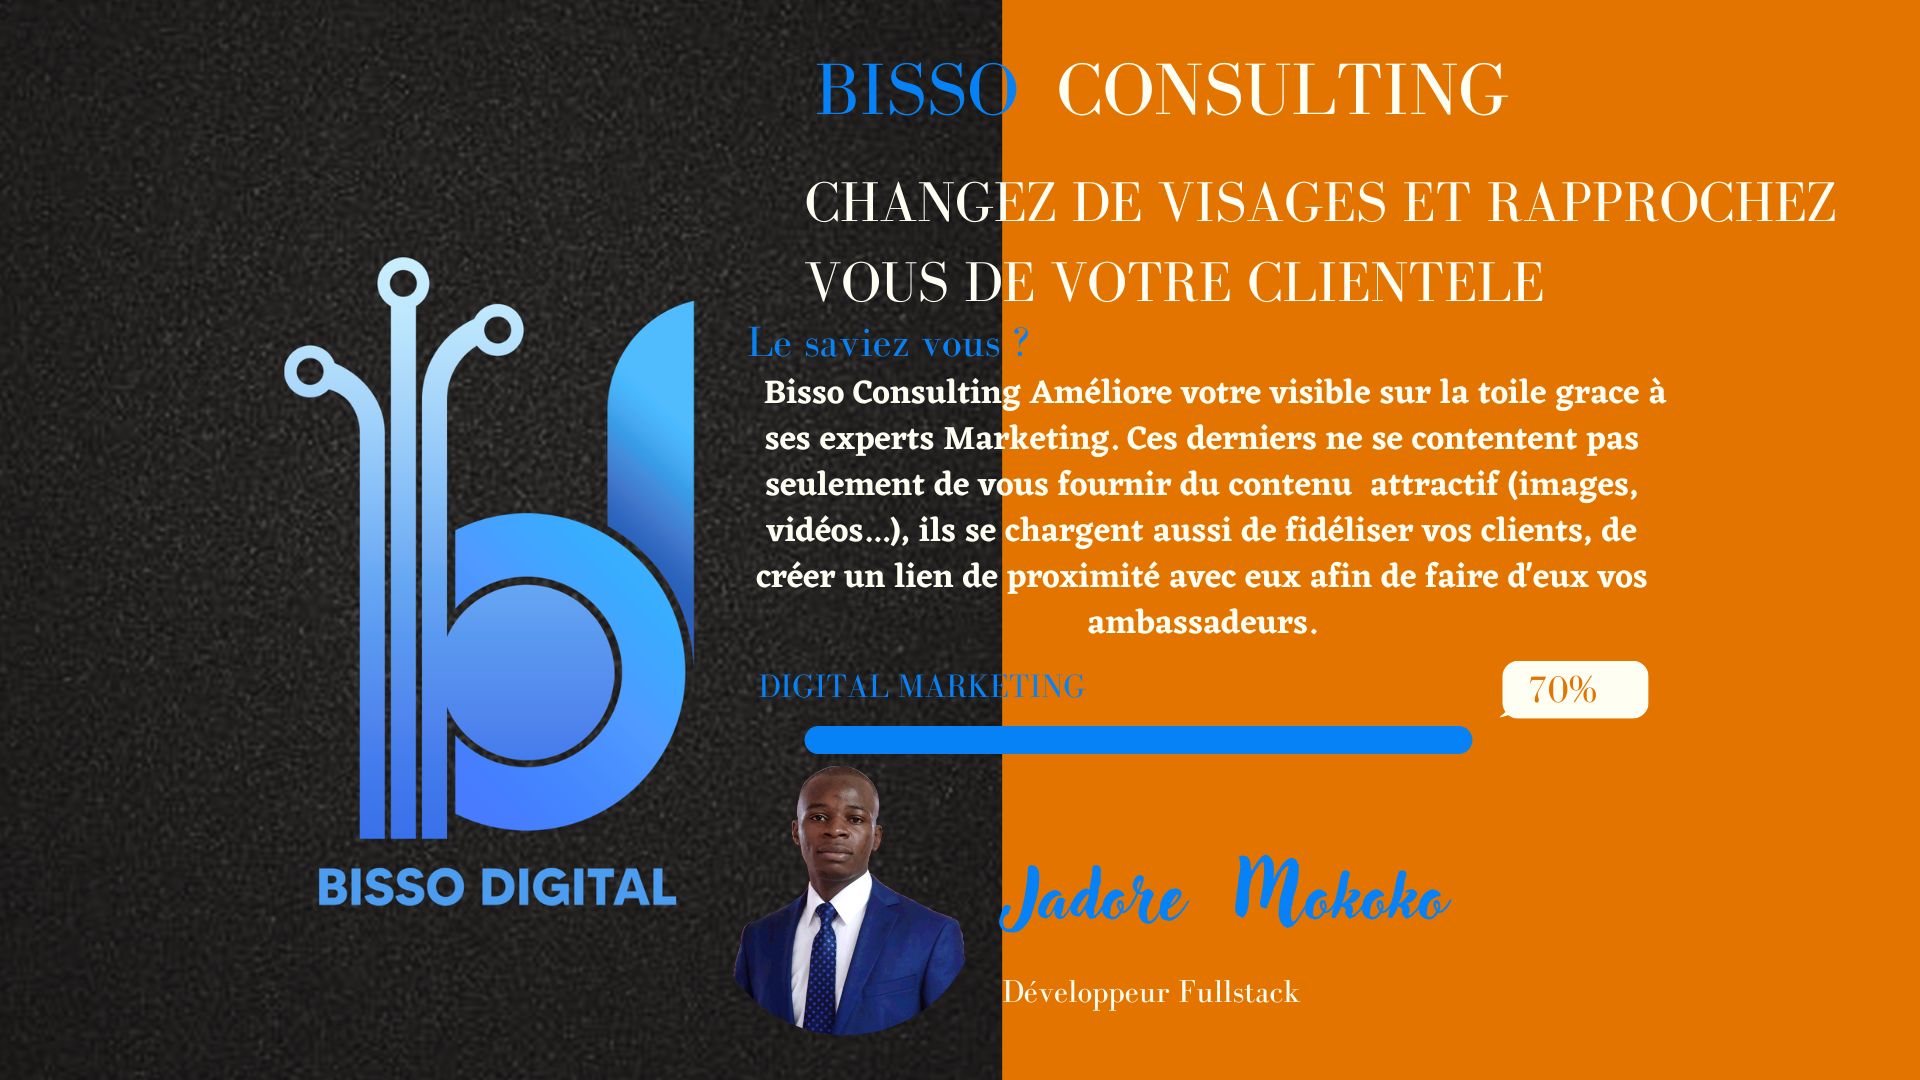 BISSO CONSULTING
CHANGEZ DE VISAGES ET RAPPROCHEZ
VOUS DE VOTRE CLIENTELE
Le saviez vous ?
Bisso Consulting Améliore votre visible sur la toile grace à
ses experts Marketing. Ces derniers ne se contentent pas
seulement de vous fournir du contenu attractif (images,
vidéos...), ils se chargent aussi de fidéliser vos clients, de
créer un lien de proximité avec eux afin de faire d'eux vos
ambassadeurs.
DIGITAL MARKETING
70%
BISSO DIGITAL
Jadore Mokoko
Développeur Fullstack